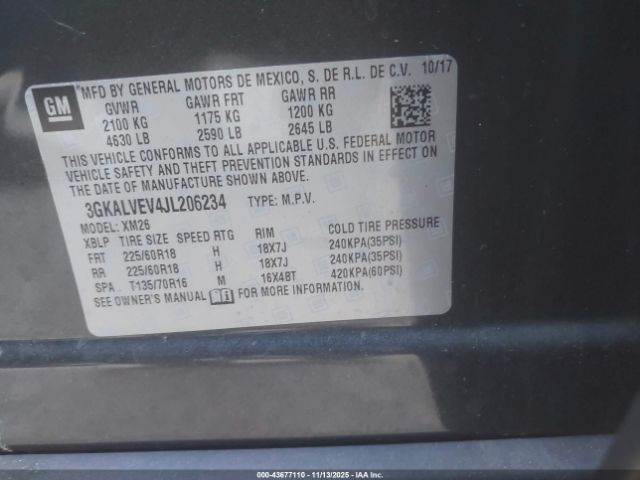 GM
MFD BY GENERAL MOTORS DE MEXICO, S. DE R.L. DE C.V. 10/17
GVWR GAWR FRT GAWR RR
2100 KG 1175 KG 1200 KG
4630 LB 2590 LB 2645 LB
THIS VEHICLE CONFORMS TO ALL APPLICABLE U.S. FEDERAL MOTOR
VEHICLE SAFETY AND THEFT PREVENTION STANDARDS IN EFFECT ON
THE DATE OF MANUFACTURE SHOWN ABOVE.
3GKALVEV4JL206234 TYPE: M.P.V.
MODEL: XM26
XBLP TIRE SIZE SPEED RTG RIM COLD TIRE PRESSURE
FRT 225/60R18 H 18X7J 240KPA(35PSI)
RR 225/60R18 H 18X7J 240KPA(35PSI)
SPA T135/70R16 M 16X4BT 420KPA(60PSI)
SEE OWNER'S MANUAL FOR MORE INFORMATION.
000-43677110 - 11/13/2025 - IAAI.CA